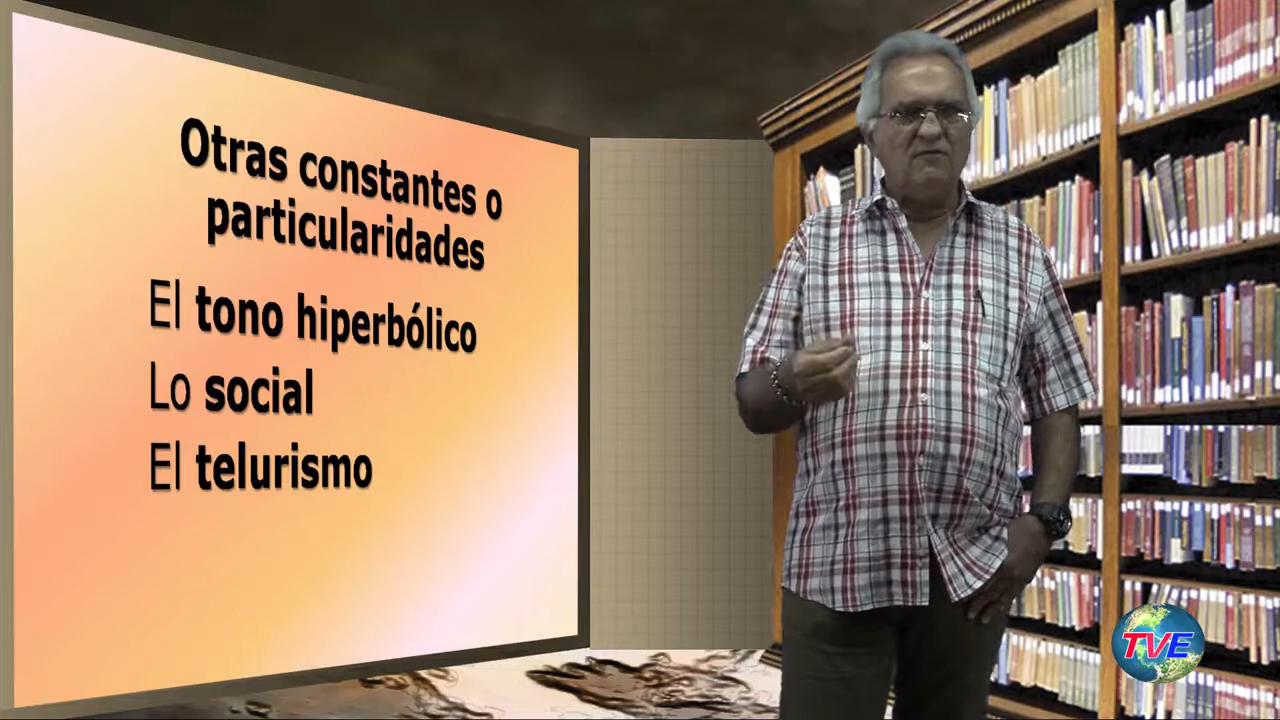 Otras constantes o
particularidades
El tono hiperbólico
Lo social
El telurismo
TVE